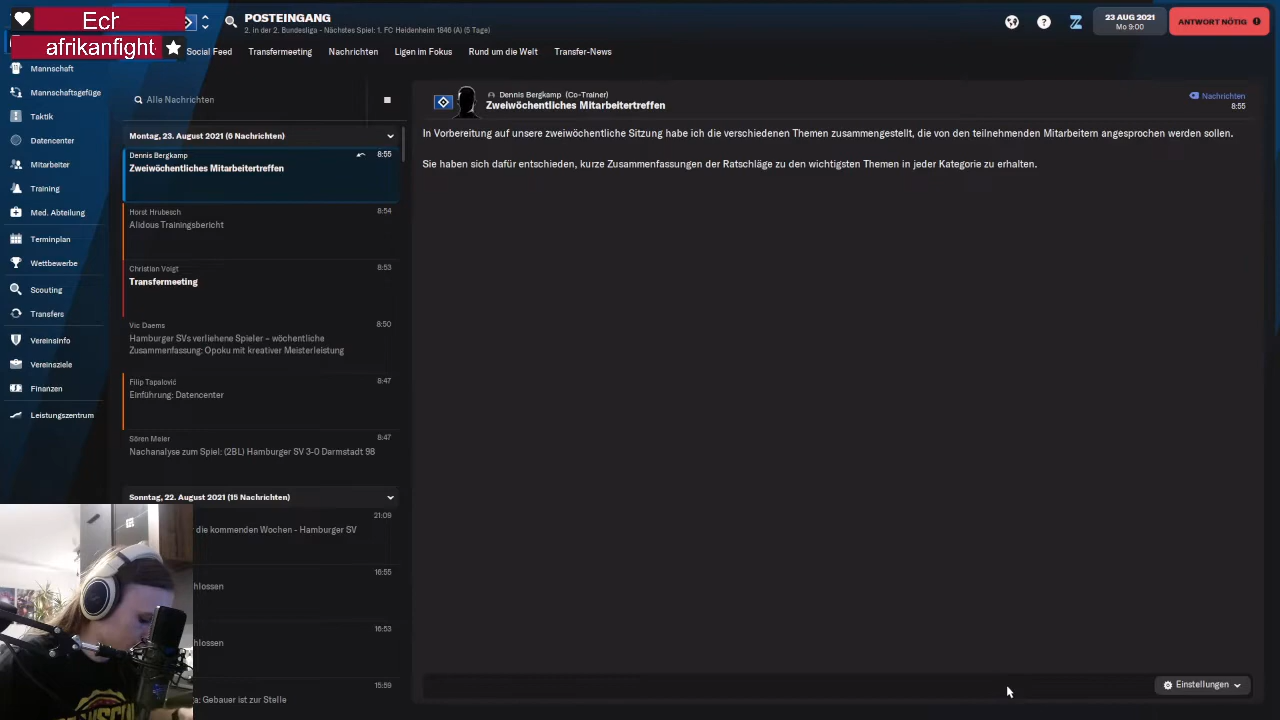 Ech
afrikanfight
POSTEINGANG
2. in der 2. Bundesliga - Nächstes Spiel: 1. FC Heidenheim 1846 (A) (5 Tage)
23 AUG 2021
Mo 9:00
ANTWORT NÖTIG
Social Feed
Transfermeeting
Nachrichten
Ligen im Fokus
Rund um die Welt
Transfer-News
Mannschaft
Mannschaftsgefüge
Taktik
Datencenter
Mitarbeiter
Training
Med. Abteilung
Terminplan
Wettbewerbe
Scouting
Transfers
Vereinsinfo
Vereinsziele
Finanzen
Leistungszentrum
Alle Nachrichten
Montag, 23. August 2021 (6 Nachrichten)
Dennis Bergkamp 8:55
Zweiwöchentliches Mitarbeitertreffen
Horst Hrubesch 8:54
Alidous Trainingsbericht
Christian Voigt 8:53
Transfermeeting
Vic Daems 8:50
Hamburger SVs verliehene Spieler – wöchentliche
Zusammenfassung: Opoku mit kreativer Meisterleistung
Filip Tapalović 8:47
Einführung: Datencenter
Sören Meier 8:47
Nachanalyse zum Spiel: (2BL) Hamburger SV 3-0 Darmstadt 98
Sonntag, 22. August 2021 (15 Nachrichten)
21:09
die kommenden Wochen - Hamburger SV
16:55
hlossen
16:53
hlossen
15:59
Gebauer ist zur Stelle
Dennis Bergkamp (Co-Trainer)
Zweiwöchentliches Mitarbeitertreffen
Nachrichten
8:55
In Vorbereitung auf unsere zweiwöchentliche Sitzung habe ich die verschiedenen Themen zusammengestellt, die von den teilnehmenden Mitarbeitern angesprochen werden sollen.
Sie haben sich dafür entschieden, kurze Zusammenfassungen der Ratschläge zu den wichtigsten Themen in jeder Kategorie zu erhalten.
Einstellungen